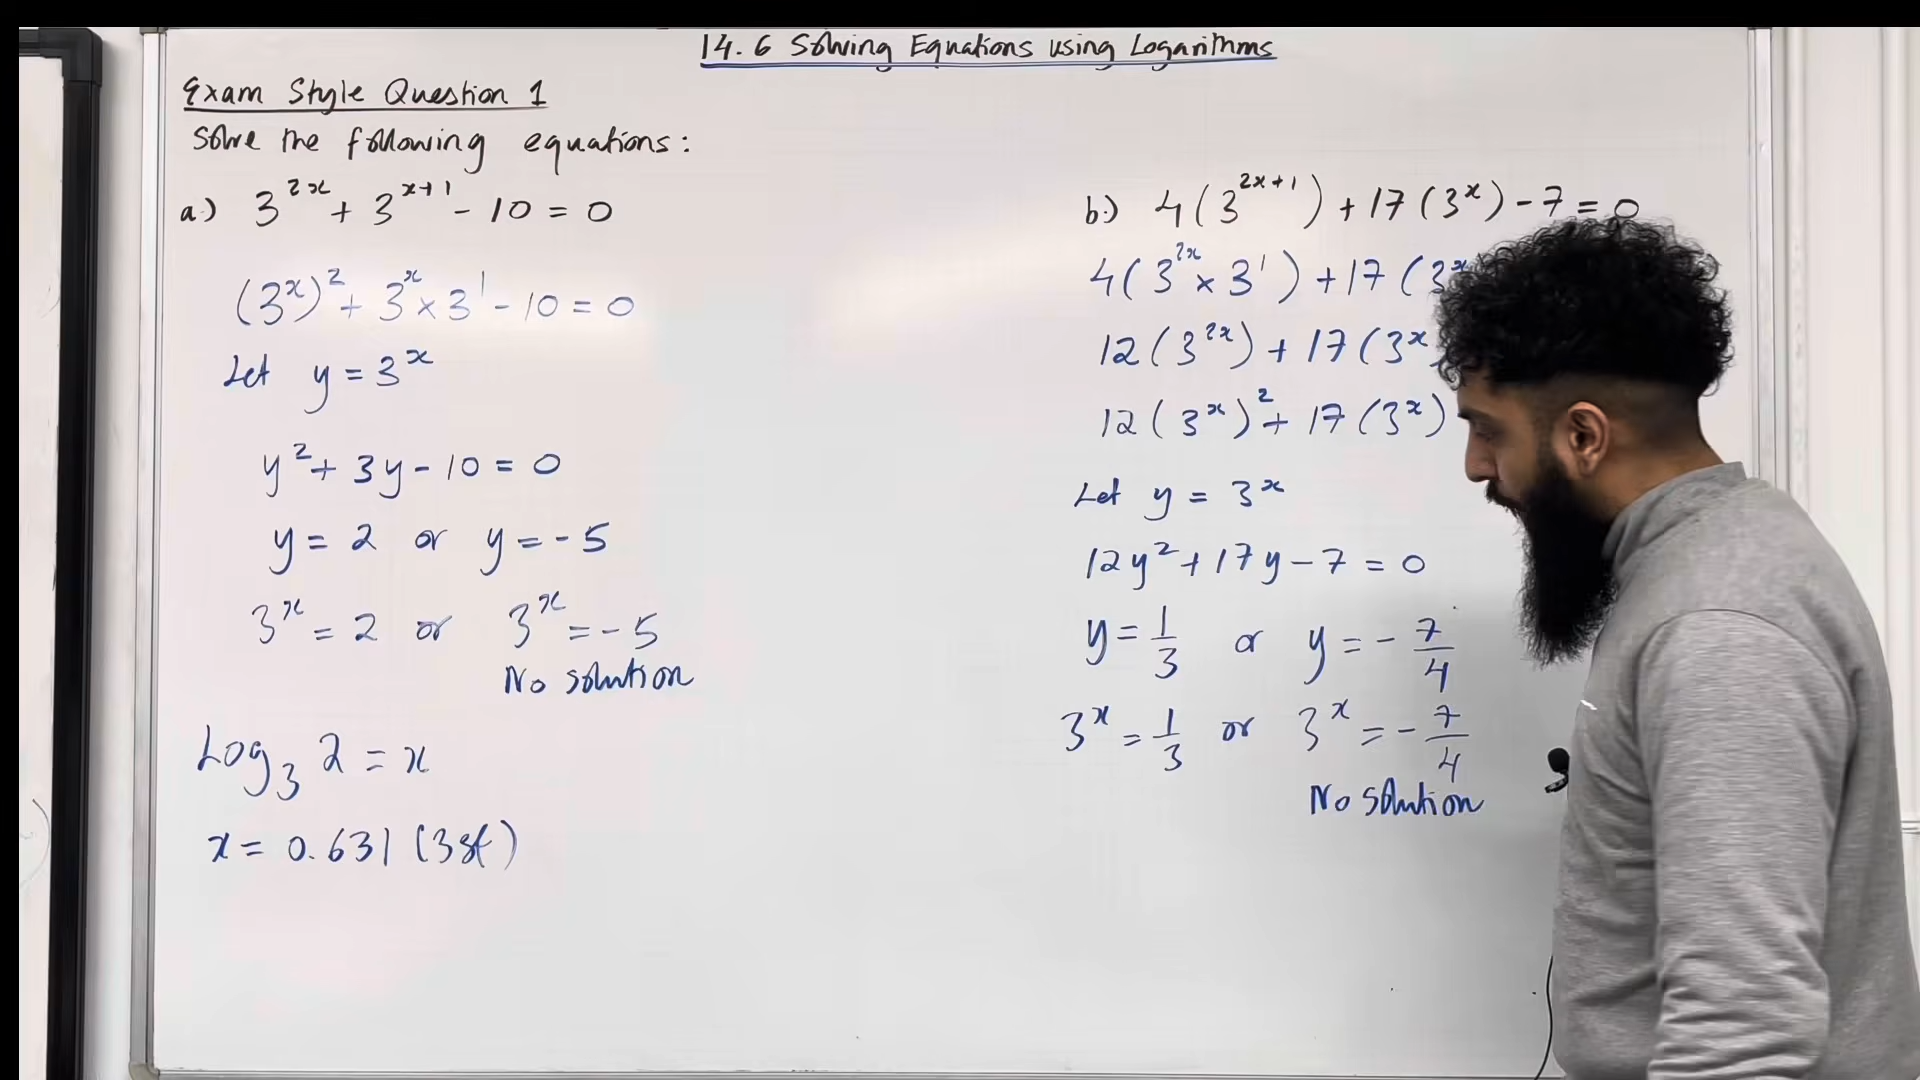 14.6 Solving Equations using Logarithms
Exam Style Question 1
Solve the following equations:
a.) 3^{2x} + 3^{x+1} - 10 = 0
(3^x)^2 + 3^x × 3^1 - 10 = 0
Let y = 3^x
y^2 + 3y - 10 = 0
y = 2 or y = -5
3^x = 2 or 3^x = -5
No solution
Log_3 2 = x
x = 0.631 (3sf)
b.) 4(3^{2x+1}) + 17(3^x) - 7 = 0
4(3^{2x} × 3^1) + 17(3^x
12(3^{2x}) + 17(3^x
12(3^x)^2 + 17(3^x)
Let y = 3^x
12y^2 + 17y - 7 = 0
y = 1/3 or y = -7/4
3^x = 1/3 or 3^x = -7/4
No solution